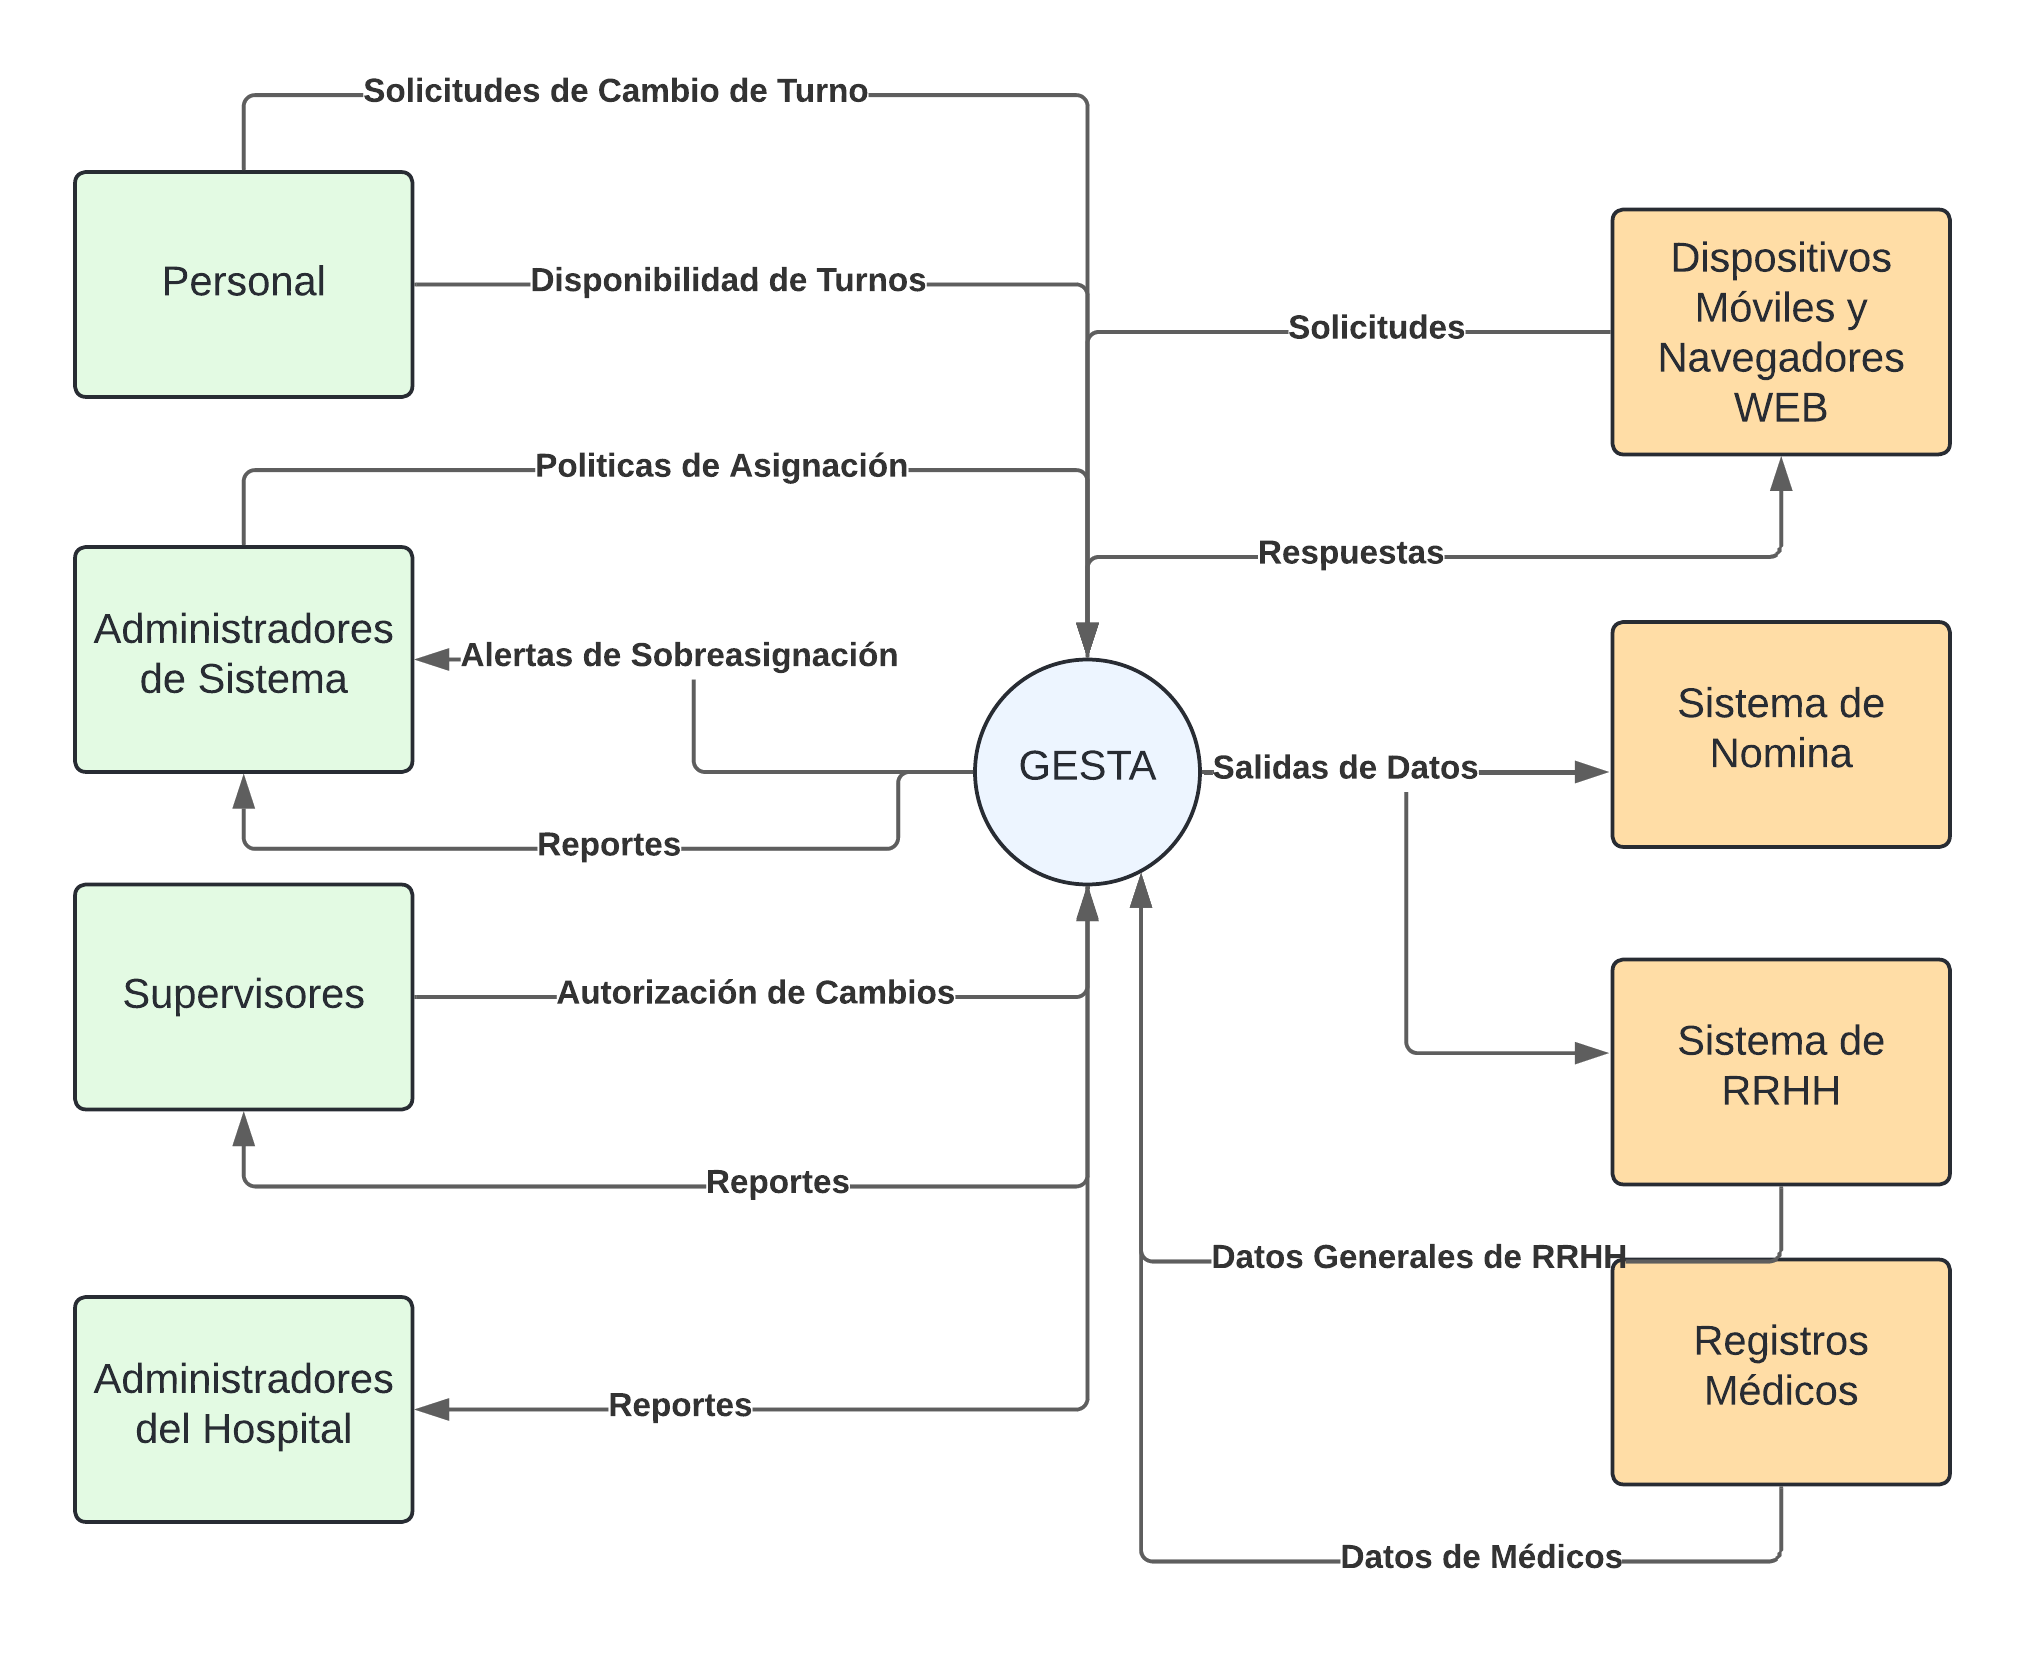 Solicitudes de Cambio de Turno
Personal
Disponibilidad de Turnos
Dispositivos
Móviles y
Navegadores
WEB
Solicitudes
Politicas de Asignación
Respuestas
Administradores
de Sistema
Alertas de Sobreasignación
GESTA
Salidas de Datos
Sistema de
Nomina
Reportes
Supervisores
Autorización de Cambios
Sistema de
RRHH
Reportes
Datos Generales de RRHH
Administradores
del Hospital
Reportes
Registros
Médicos
Datos de Médicos